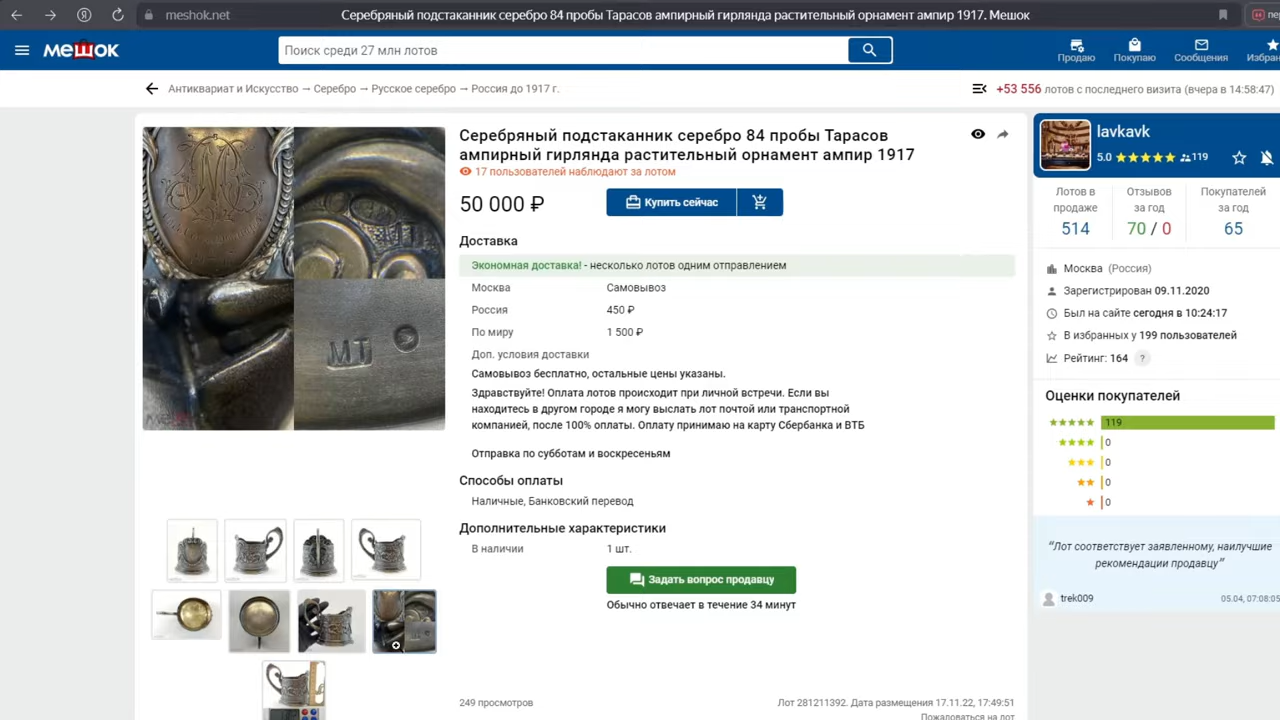 meshok.net
Серебряный подстаканник серебро 84 пробы Тарасов ампирный гирлянда растительный орнамент ампир 1917. Мешок
мешок
Поиск среди 27 млн лотов
Продаю
Покупаю
Сообщения
Избран
Антиквариат и Искусство → Серебро → Русское серебро → Россия до 1917 г.
+53 556 лотов с последнего визита (вчера в 14:58:47)
Серебряный подстаканник серебро 84 пробы Тарасов
ампирный гирлянда растительный орнамент ампир 1917
17 пользователей наблюдают за лотом
50 000 ₽
Купить сейчас
Доставка
Экономная доставка! - несколько лотов одним отправлением
Москва Самовывоз
Россия 450 ₽
По миру 1 500 ₽
Доп. условия доставки
Самовывоз бесплатно, остальные цены указаны.
Здравствуйте! Оплата лотов происходит при личной встрече. Если вы
находитесь в другом городе я могу выслать лот почтой или транспортной
компанией, после 100% оплаты. Оплату принимаю на карту Сбербанка и ВТБ
Отправка по субботам и воскресеньям
Способы оплаты
Наличные, Банковский перевод
Дополнительные характеристики
В наличии 1 шт.
Задать вопрос продавцу
Обычно отвечает в течение 34 минут
249 просмотров
Лот 281211392. Дата размещения 17.11.22, 17:49:51
Пожаловаться на лот
МТ
lavkavk
5.0 119
Лотов в продаже
514
Отзывов за год
70 / 0
Покупателей за год
65
Москва (Россия)
Зарегистрирован 09.11.2020
Был на сайте сегодня в 10:24:17
В избранных у 199 пользователей
Рейтинг: 164 ?
Оценки покупателей
119
0
0
0
0
“Лот соответствует заявленному, наилучшие
рекомендации продавцу”
trek009
05.04, 07:08:05